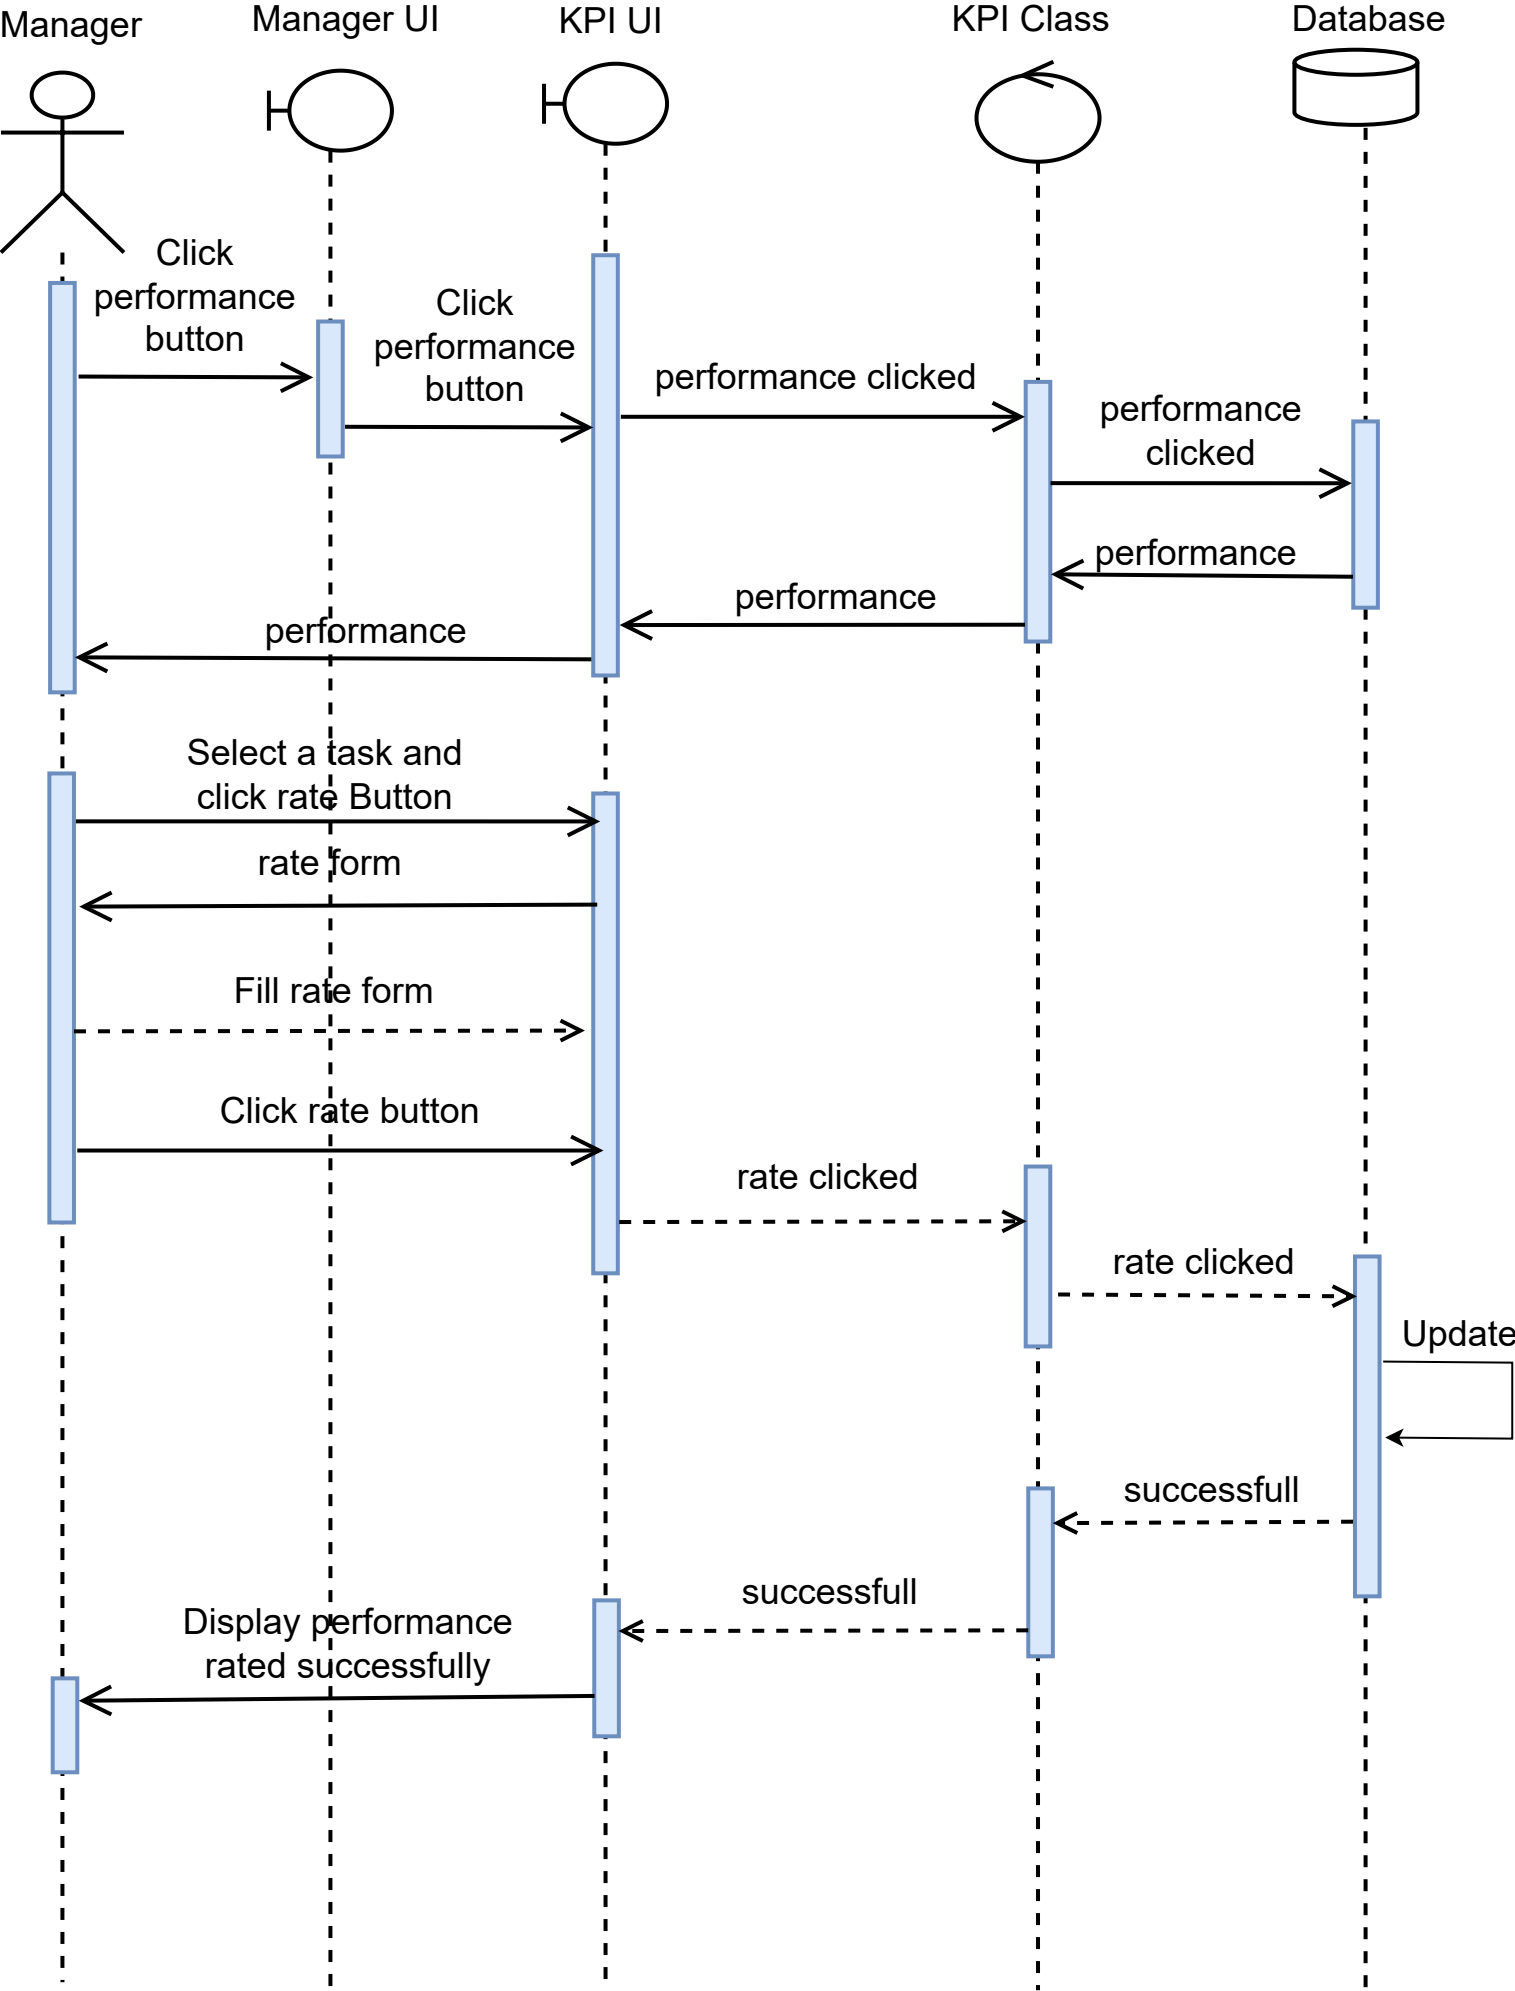 Manager
Manager UI
KPI UI
KPI Class
Database
Click
performance
button
Click
performance
button
performance clicked
performance
clicked
performance
performance
performance
Select a task and
click rate Button
rate form
Fill rate form
Click rate button
rate clicked
rate clicked
Update
successfull
successfull
Display performance
rated successfully